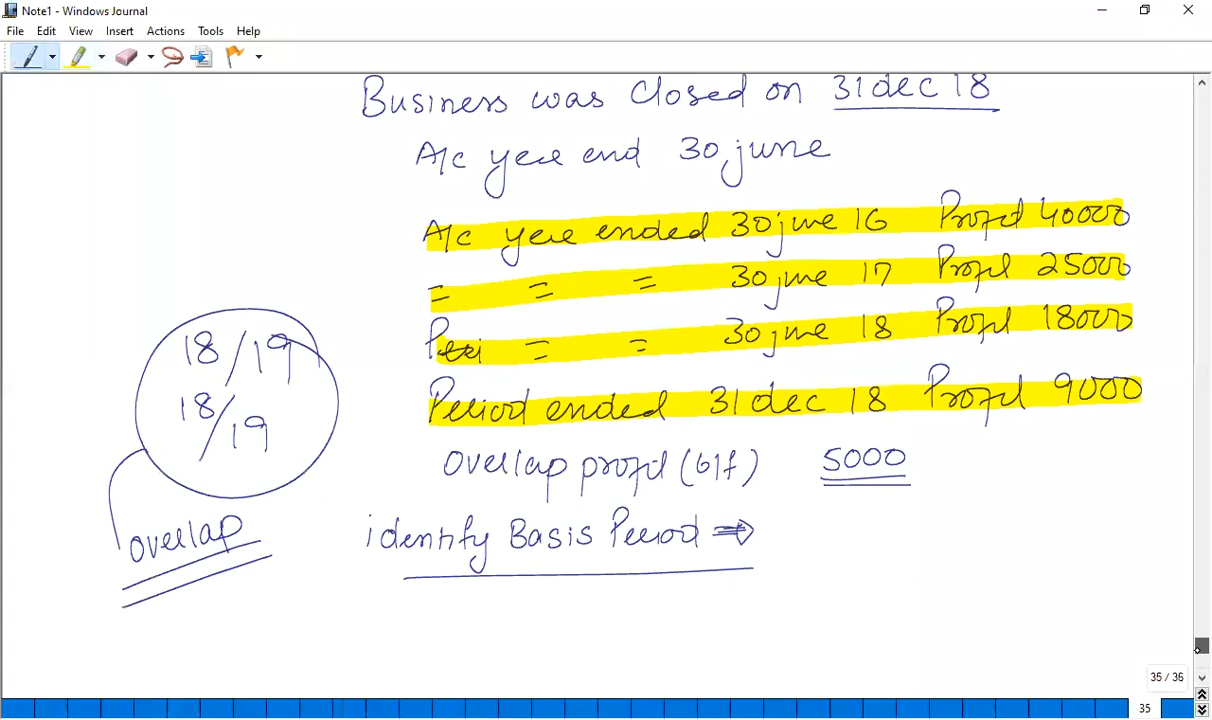 Note1 - Windows Journal
File Edit View Insert Actions Tools Help
Business was closed on 31 dec 18
A/c year end 30, june
A/c year ended 30 june 16 Profit 40000
= = = 30 june 17 Profit 25000
= = 30 june 18 Profit 18000
Period ended 31 dec 18 Profit 9000
18/19
18/19
overlap profit (b/f) 5000
overlap
identify Basis Period ⇒
35 / 36
35